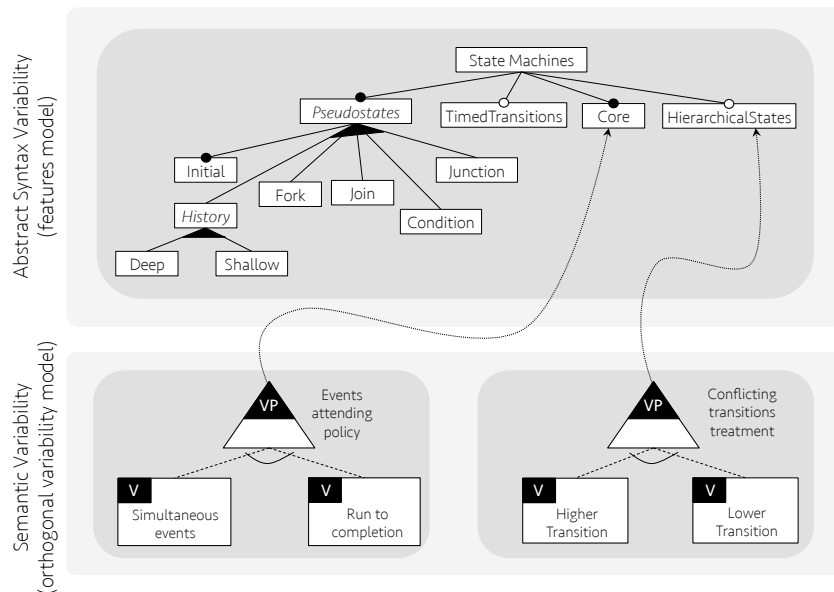 Abstract Syntax Variability
(features model)
State Machines
Pseudostates
TimedTransitions
Core
HierarchicalStates
Initial
Fork
Join
Junction
History
Condition
Deep
Shallow
Semantic Variability
(orthogonal variability model)
VP
Events
attending
policy
V
Simultaneous
events
V
Run to
completion
VP
Conflicting
transitions
treatment
V
Higher
Transition
V
Lower
Transition